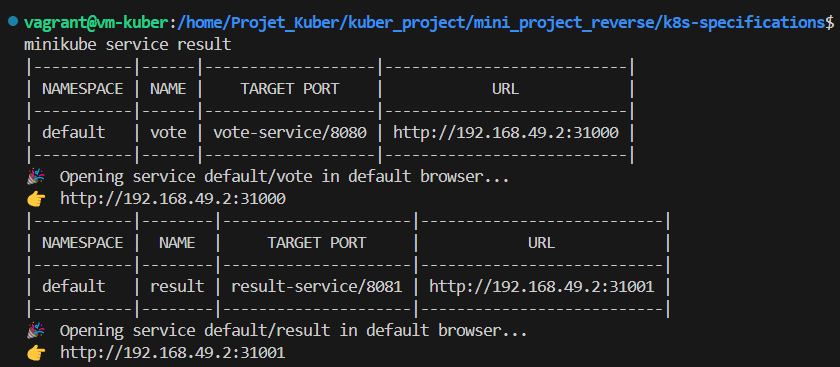 vagrant@vm-kuber:/home/Projet_Kuber/kuber_project/mini_project_reverse/k8s-specifications$
minikube service result
|-----------|------|-------------------|---------------------------|
| NAMESPACE | NAME |    TARGET PORT    |            URL            |
|-----------|------|-------------------|---------------------------|
| default   | vote | vote-service/8080 | http://192.168.49.2:31000 |
|-----------|------|-------------------|---------------------------|
🎉  Opening service default/vote in default browser...
👉  http://192.168.49.2:31000
|-----------|--------|---------------------|---------------------------|
| NAMESPACE |  NAME  |     TARGET PORT     |            URL            |
|-----------|--------|---------------------|---------------------------|
| default   | result | result-service/8081 | http://192.168.49.2:31001 |
|-----------|--------|---------------------|---------------------------|
🎉  Opening service default/result in default browser...
👉  http://192.168.49.2:31001